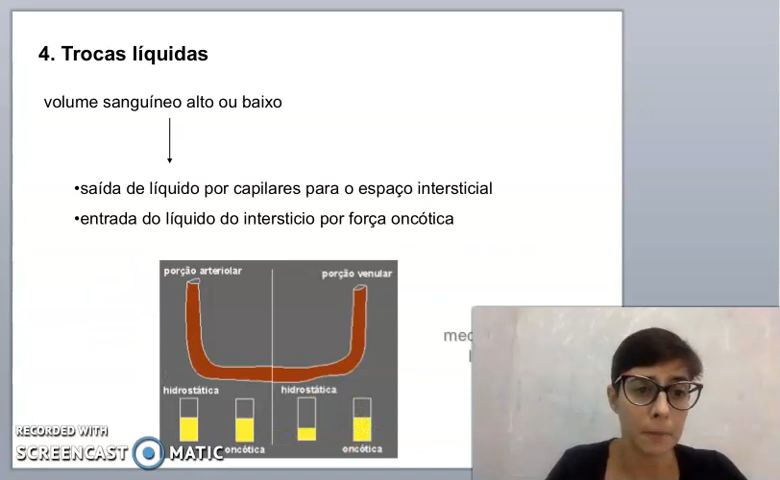 4. Trocas líquidas
volume sanguíneo alto ou baixo
•saída de líquido por capilares para o espaço intersticial
•entrada do líquido do intersticio por força oncótica
porção arteriolar
porção venular
hidrostática
hidrostática
oncótica
oncótica
RECORDED WITH
SCREENCAST MATIC